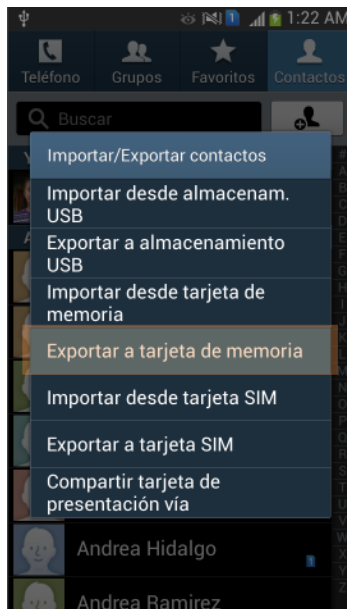 1:22 AM
Teléfono Grupos Favoritos Contactos
Buscar
Importar/Exportar contactos
Importar desde almacenam.
USB
Exportar a almacenamiento
USB
Importar desde tarjeta de
memoria
Exportar a tarjeta de memoria
Importar desde tarjeta SIM
Exportar a tarjeta SIM
Compartir tarjeta de
presentación vía
Andrea Hidalgo
Andrea Ramirez